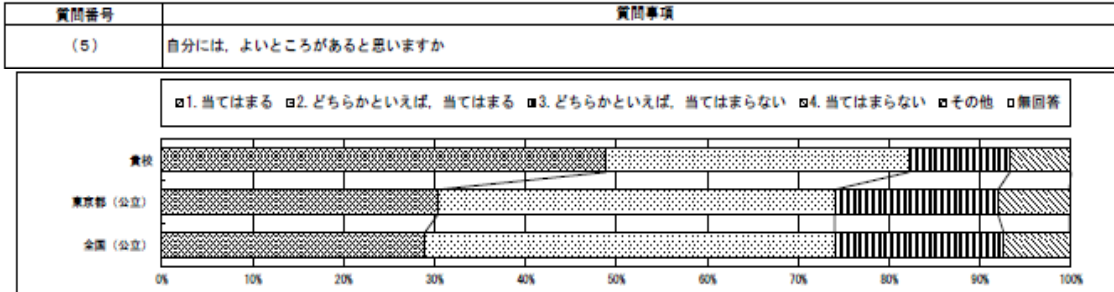 質問番号 質問事項
(5) 自分には,よいところがあると思いますか
1.当てはまる 2.どちらかといえば,当てはまる 3.どちらかといえば,当てはまらない 4.当てはまらない その他 無回答
貴校
東京都(公立)
全国(公立)
0% 10% 20% 30% 40% 50% 60% 70% 80% 90% 100%